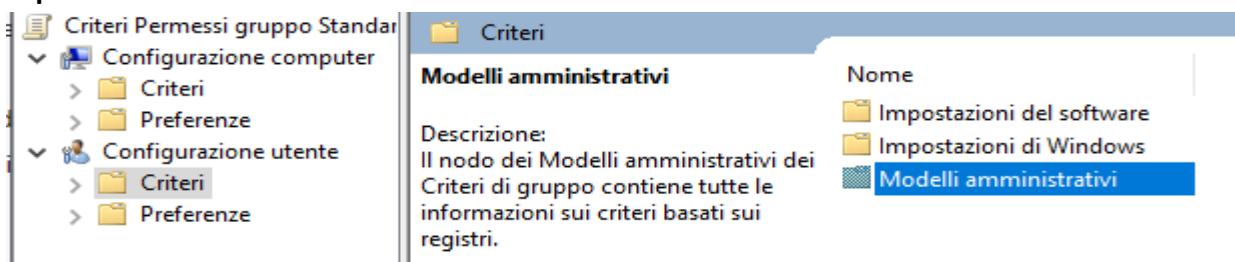 Criteri Permessi gruppo Standar
Configurazione computer
Criteri
Preferenze
Configurazione utente
Criteri
Preferenze
Criteri
Modelli amministrativi
Descrizione:
Il nodo dei Modelli amministrativi dei
Criteri di gruppo contiene tutte le
informazioni sui criteri basati sui
registri.
Nome
Impostazioni del software
Impostazioni di Windows
Modelli amministrativi